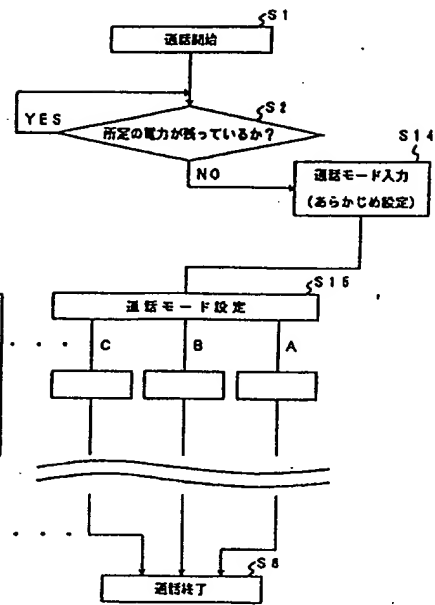 S1
通話開始
S2
YES
所定の電力が残っているか?
NO
S14
通話モード入力
(あらかじめ設定)
S15
通話モード設定
C
B
A
S8
通話終了